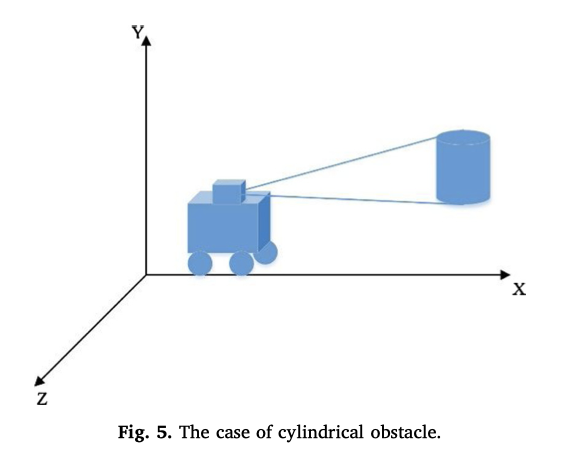 Y
X
Z
Fig. 5. The case of cylindrical obstacle.